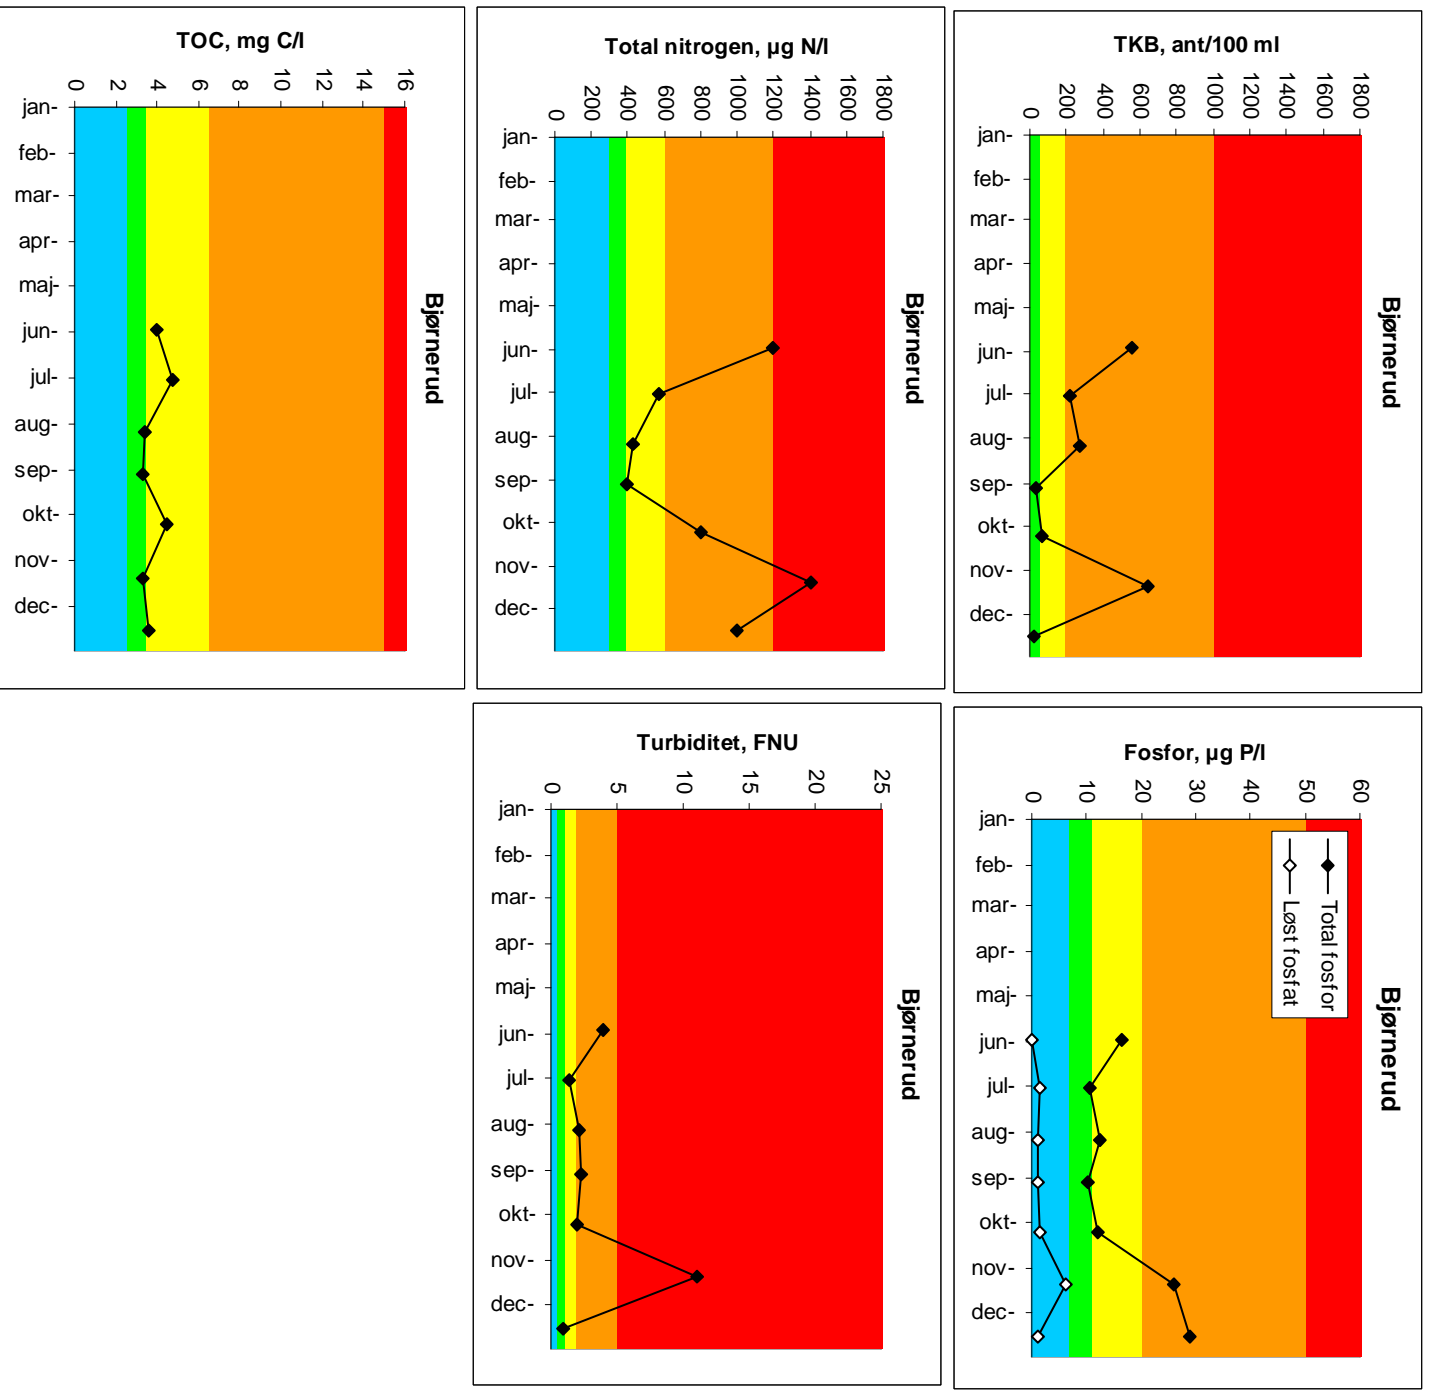 Bjørnerud
TKB, ant/100 ml
1800
1600
1400
1200
1000
800
600
400
200
0
jan-
feb-
mar-
apr-
maj-
jun-
jul-
aug-
sep-
okt-
nov-
dec-
Bjørnerud
Fosfor, µg P/l
60
50
40
30
20
10
0
Total fosfor
Løst fosfat
jan-
feb-
mar-
apr-
maj-
jun-
jul-
aug-
sep-
okt-
nov-
dec-
Bjørnerud
Total nitrogen, µg N/l
1800
1600
1400
1200
1000
800
600
400
200
0
jan-
feb-
mar-
apr-
maj-
jun-
jul-
aug-
sep-
okt-
nov-
dec-
Bjørnerud
Turbiditet, FNU
25
20
15
10
5
0
jan-
feb-
mar-
apr-
maj-
jun-
jul-
aug-
sep-
okt-
nov-
dec-
Bjørnerud
TOC, mg C/l
16
14
12
10
8
6
4
2
0
jan-
feb-
mar-
apr-
maj-
jun-
jul-
aug-
sep-
okt-
nov-
dec-